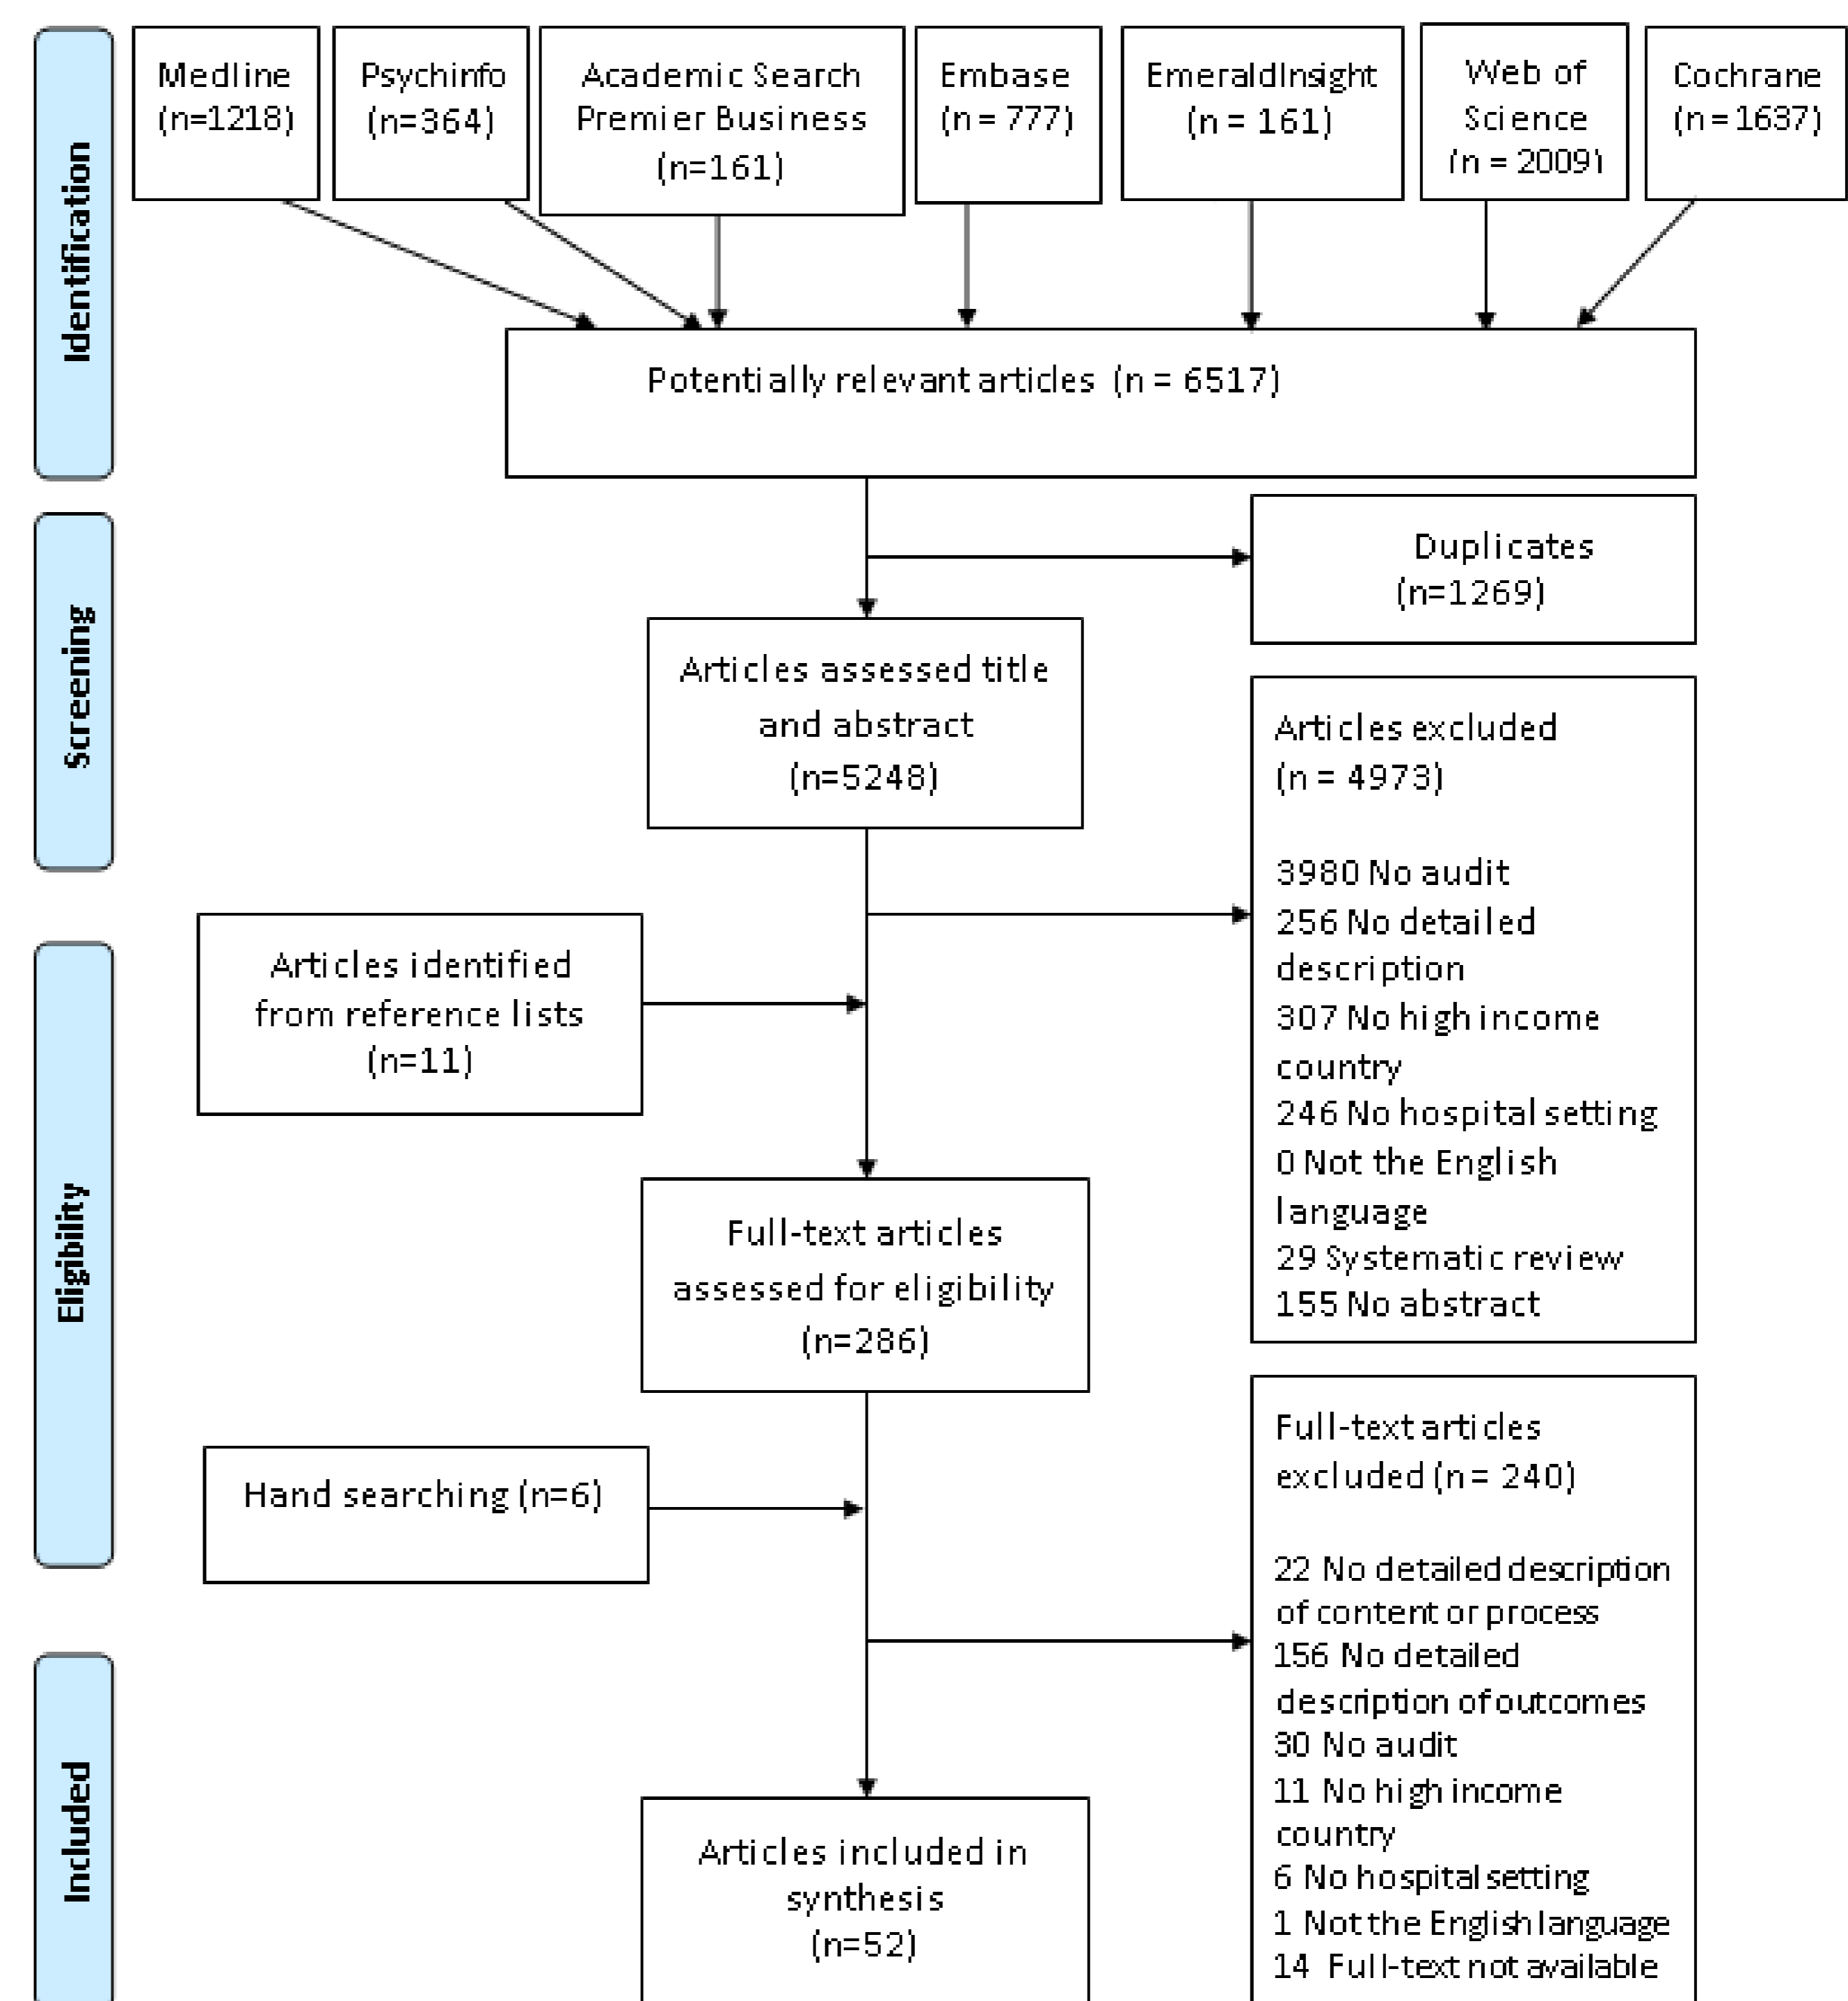 Identification
Medline
(n=1218)
Psychinfo
(n=364)
Academic Search
Premier Business
(n=161)
Embase
(n = 777)
EmeraldInsight
(n = 161)
Web of
Science
(n = 2009)
Cochrane
(n = 1637)
Potentially relevant articles (n = 6517)
Screening
Duplicates
(n=1269)
Articles assessed title
and abstract
(n=5248)
Articles excluded
(n = 4973)
3980 No audit
256 No detailed
description
307 No high income
country
246 No hospital setting
0 Not the English
language
29 Systematic review
155 No abstract
Eligibility
Articles identified
from reference lists
(n=11)
Full-text articles
assessed for eligibility
(n=286)
Hand searching (n=6)
Full-text articles
excluded (n = 240)
22 No detailed description
of content or process
156 No detailed
description of outcomes
30 No audit
11 No high income
country
6 No hospital setting
1 Not the English language
14 Full-text not available
Included
Articles included in
synthesis
(n=52)